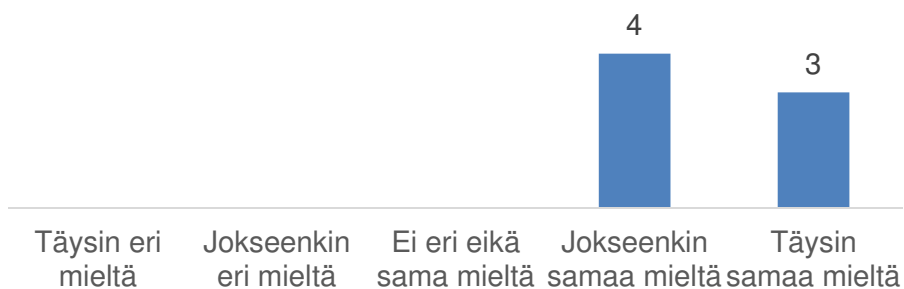 4
3
Täysin eri mieltä
Jokseenkin eri mieltä
Ei eri eikä sama mieltä
Jokseenkin samaa mieltä
Täysin samaa mieltä